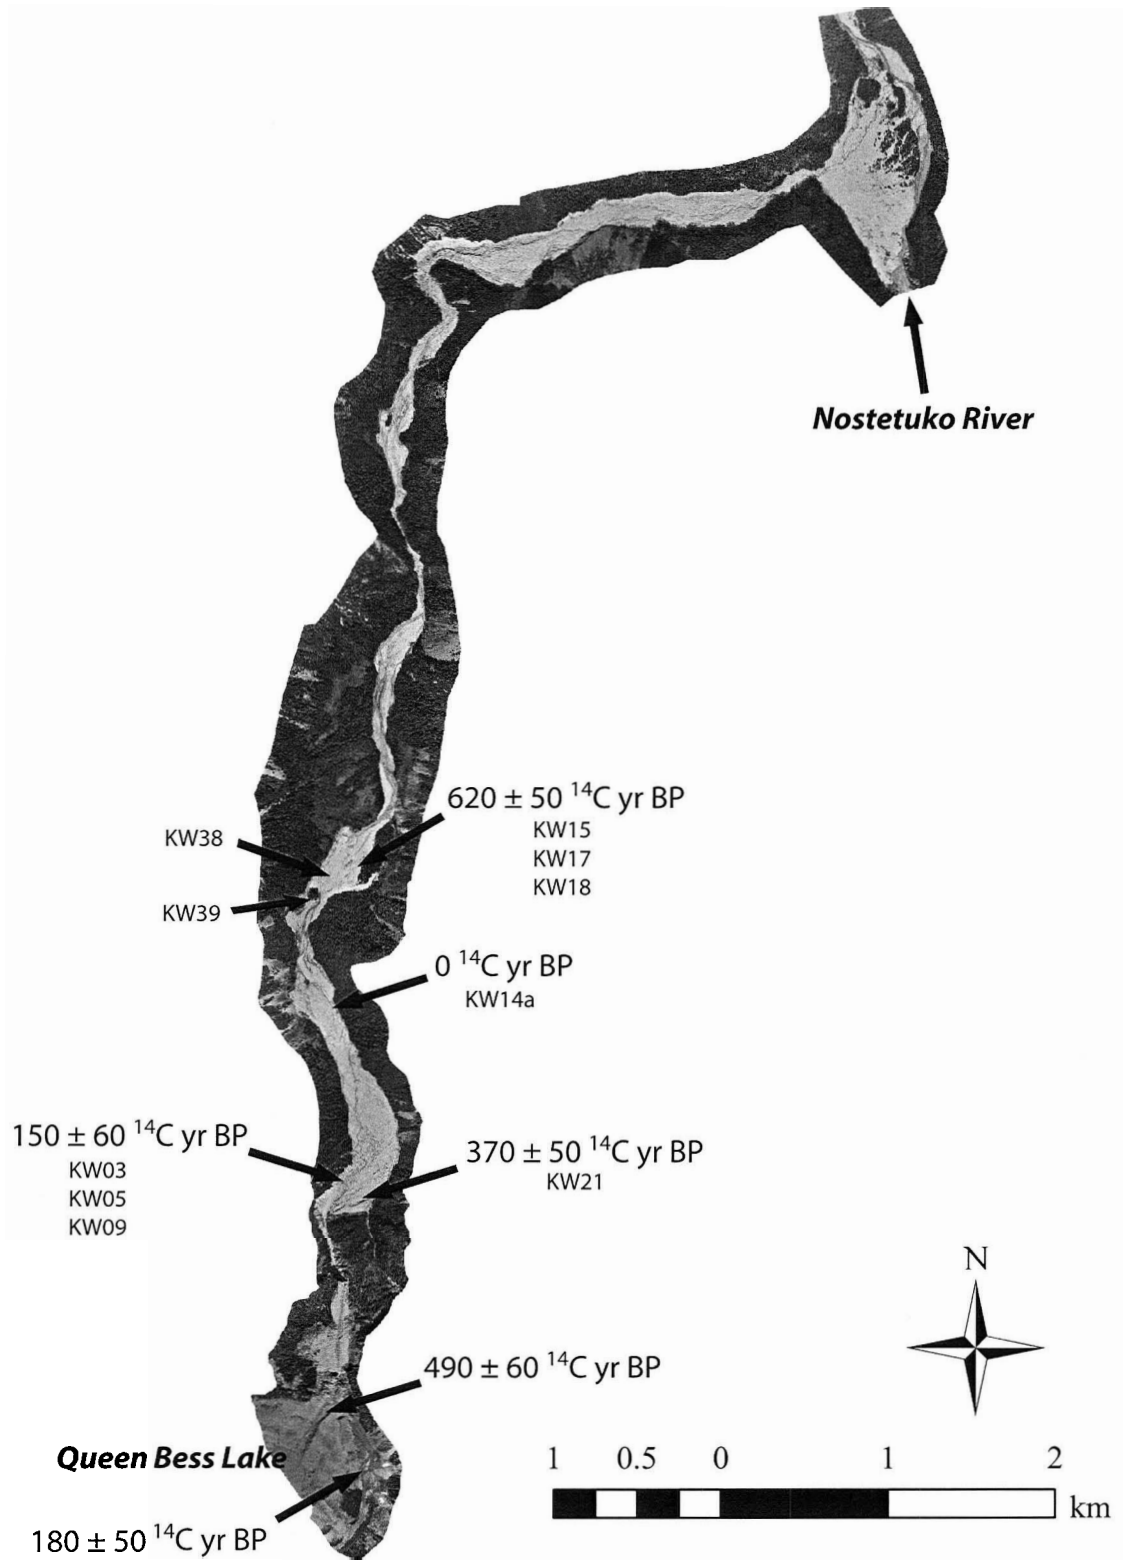 Nostetuko River
620 ± 50 ¹⁴C yr BP
KW15
KW17
KW18
KW38
KW39
0 ¹⁴C yr BP
KW14a
150 ± 60 ¹⁴C yr BP
KW03
KW05
KW09
370 ± 50 ¹⁴C yr BP
KW21
N
490 ± 60 ¹⁴C yr BP
Queen Bess Lake
1 0.5 0 1 2
km
180 ± 50 ¹⁴C yr BP